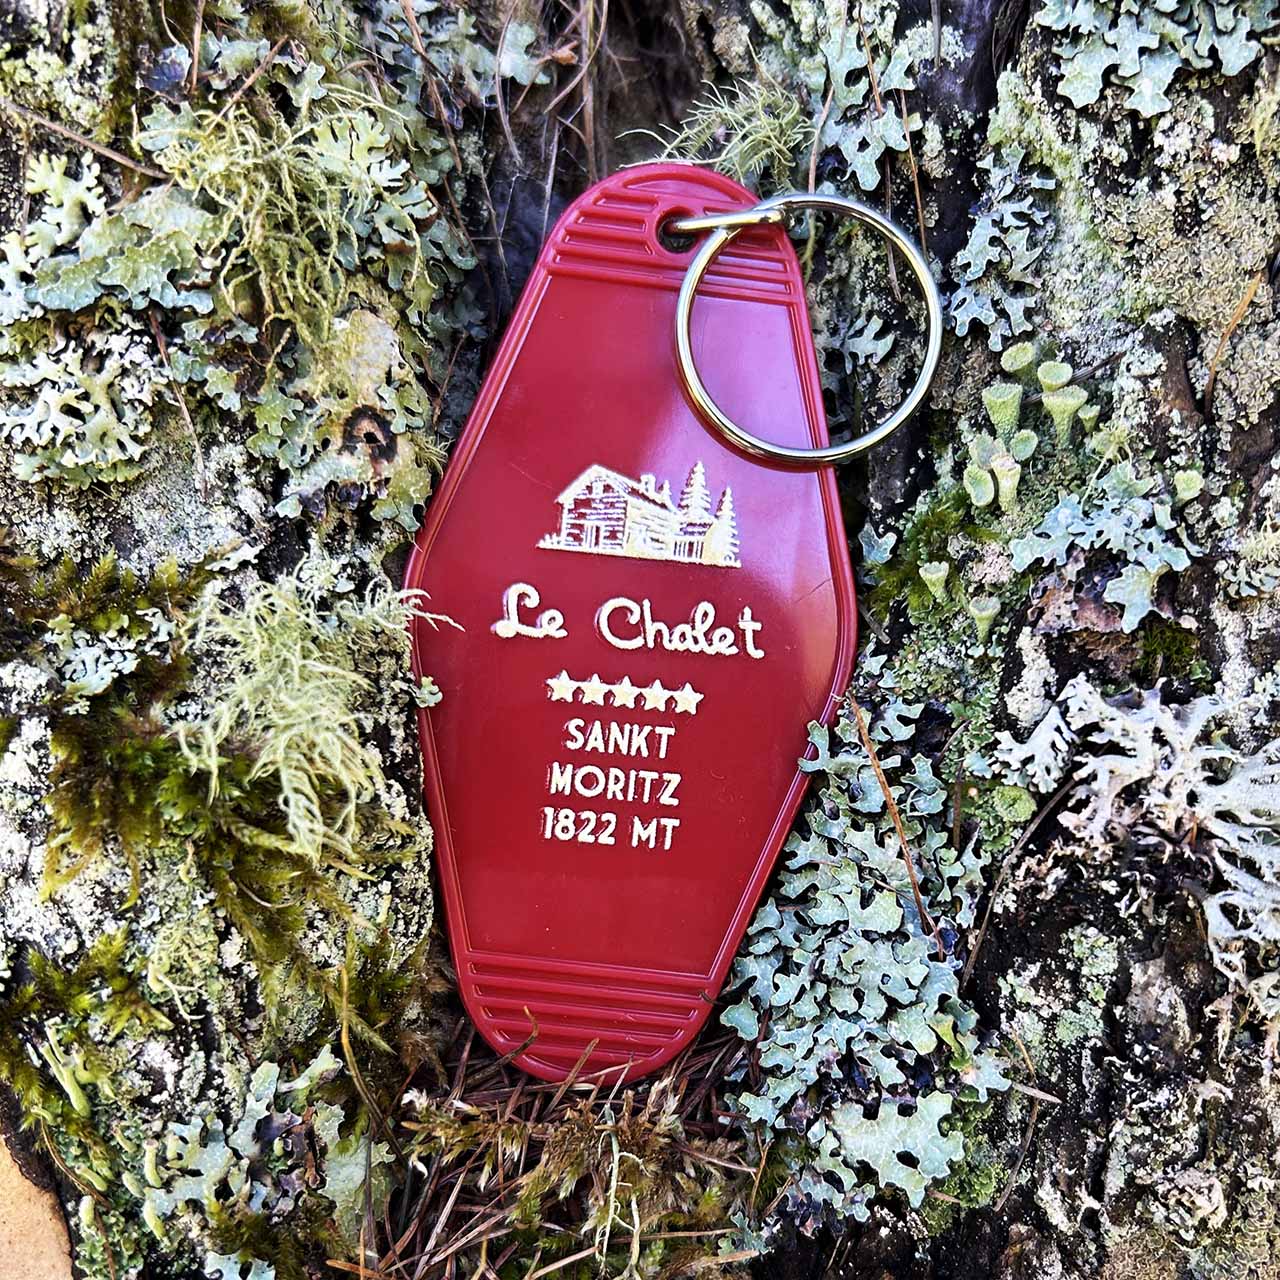 Le Chalet
★★★★★
SANKT
MORITZ
1822 MT